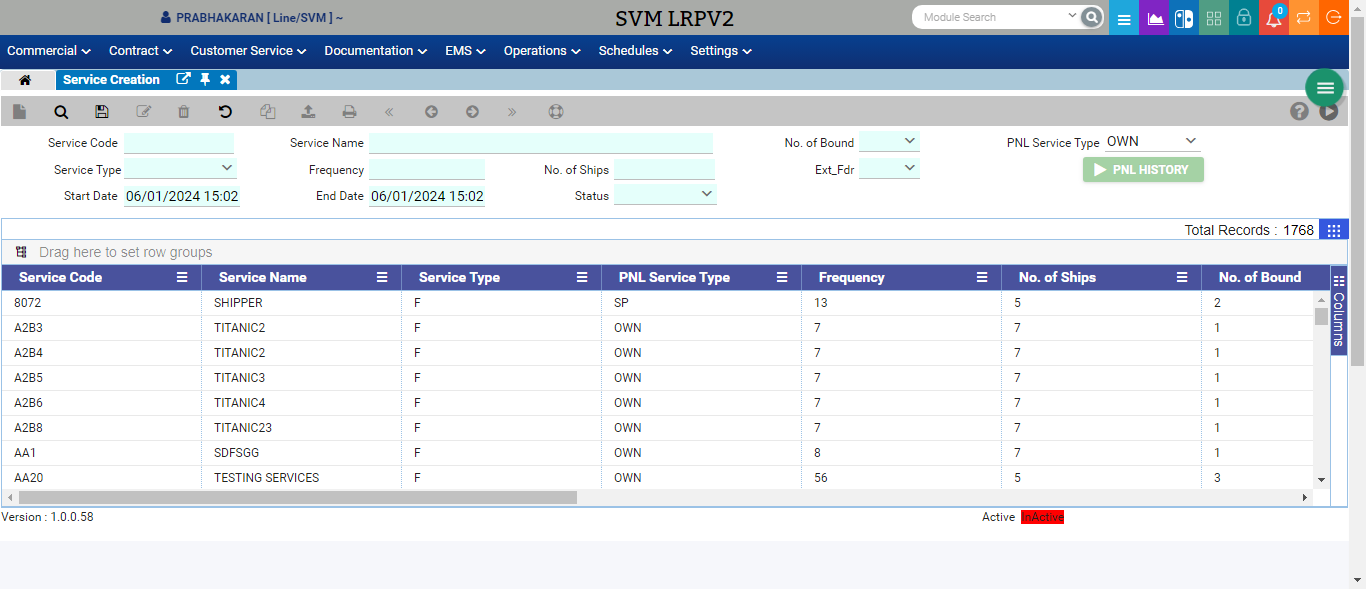 PRABHAKARAN [ Line/SVM ] ~ SVM LRPV2 Module Search 0
Commercial Contract Customer Service Documentation EMS Operations Schedules Settings
Service Creation
Service Code Service Name No. of Bound PNL Service Type OWN
Service Type Frequency No. of Ships Ext_Fdr PNL HISTORY
Start Date 06/01/2024 15:02 End Date 06/01/2024 15:02 Status
Total Records : 1768
Drag here to set row groups
Service Code Service Name Service Type PNL Service Type Frequency No. of Ships No. of Bound
8072 SHIPPER F SP 13 5 2
A2B3 TITANIC2 F OWN 7 7 1
A2B4 TITANIC2 F OWN 7 7 1
A2B5 TITANIC3 F OWN 7 7 1
A2B6 TITANIC4 F OWN 7 7 1
A2B8 TITANIC23 F OWN 7 7 1
AA1 SDFSGG F OWN 8 7 1
AA20 TESTING SERVICES F OWN 56 5 3
Columns
Version : 1.0.0.58 Active InActive